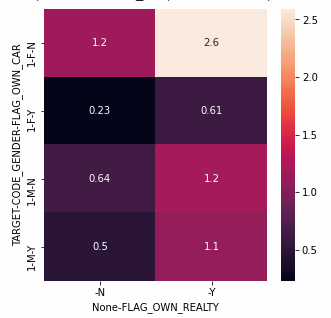 1-F-N
1.2
2.6
1-F-Y
0.23
0.61
1-M-N
0.64
1.2
1-M-Y
0.5
1.1
-N
-Y
None-FLAG_OWN_REALTY
TARGET-CODE_GENDER-FLAG_OWN_CAR
2.5
2.0
1.5
1.0
0.5